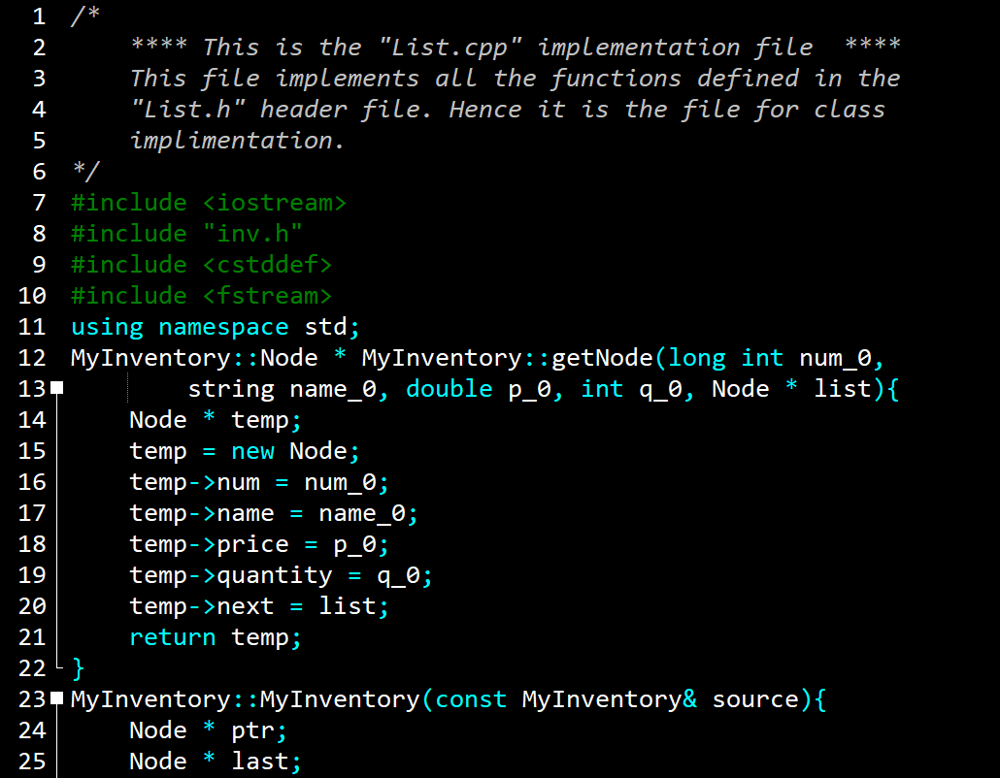 1 /*
2     **** This is the "List.cpp" implementation file  ****
3     This file implements all the functions defined in the
4     "List.h" header file. Hence it is the file for class
5     implimentation.
6 */
7 #include <iostream>
8 #include "inv.h"
9 #include <cstddef>
10 #include <fstream>
11 using namespace std;
12 MyInventory::Node * MyInventory::getNode(long int num_0,
13         string name_0, double p_0, int q_0, Node * list){
14     Node * temp;
15     temp = new Node;
16     temp->num = num_0;
17     temp->name = name_0;
18     temp->price = p_0;
19     temp->quantity = q_0;
20     temp->next = list;
21     return temp;
22 }
23 MyInventory::MyInventory(const MyInventory& source){
24     Node * ptr;
25     Node * last;